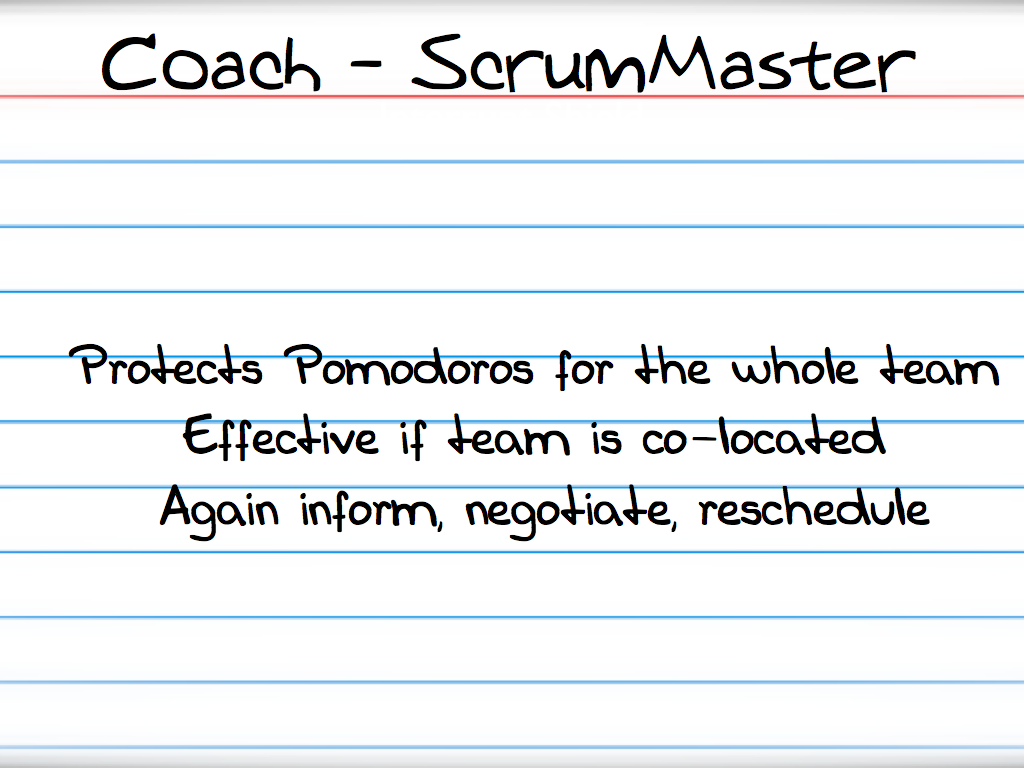 Coach - ScrumMaster
Protects Pomodoros for the whole team
Effective if team is co-located
Again inform, negotiate, reschedule